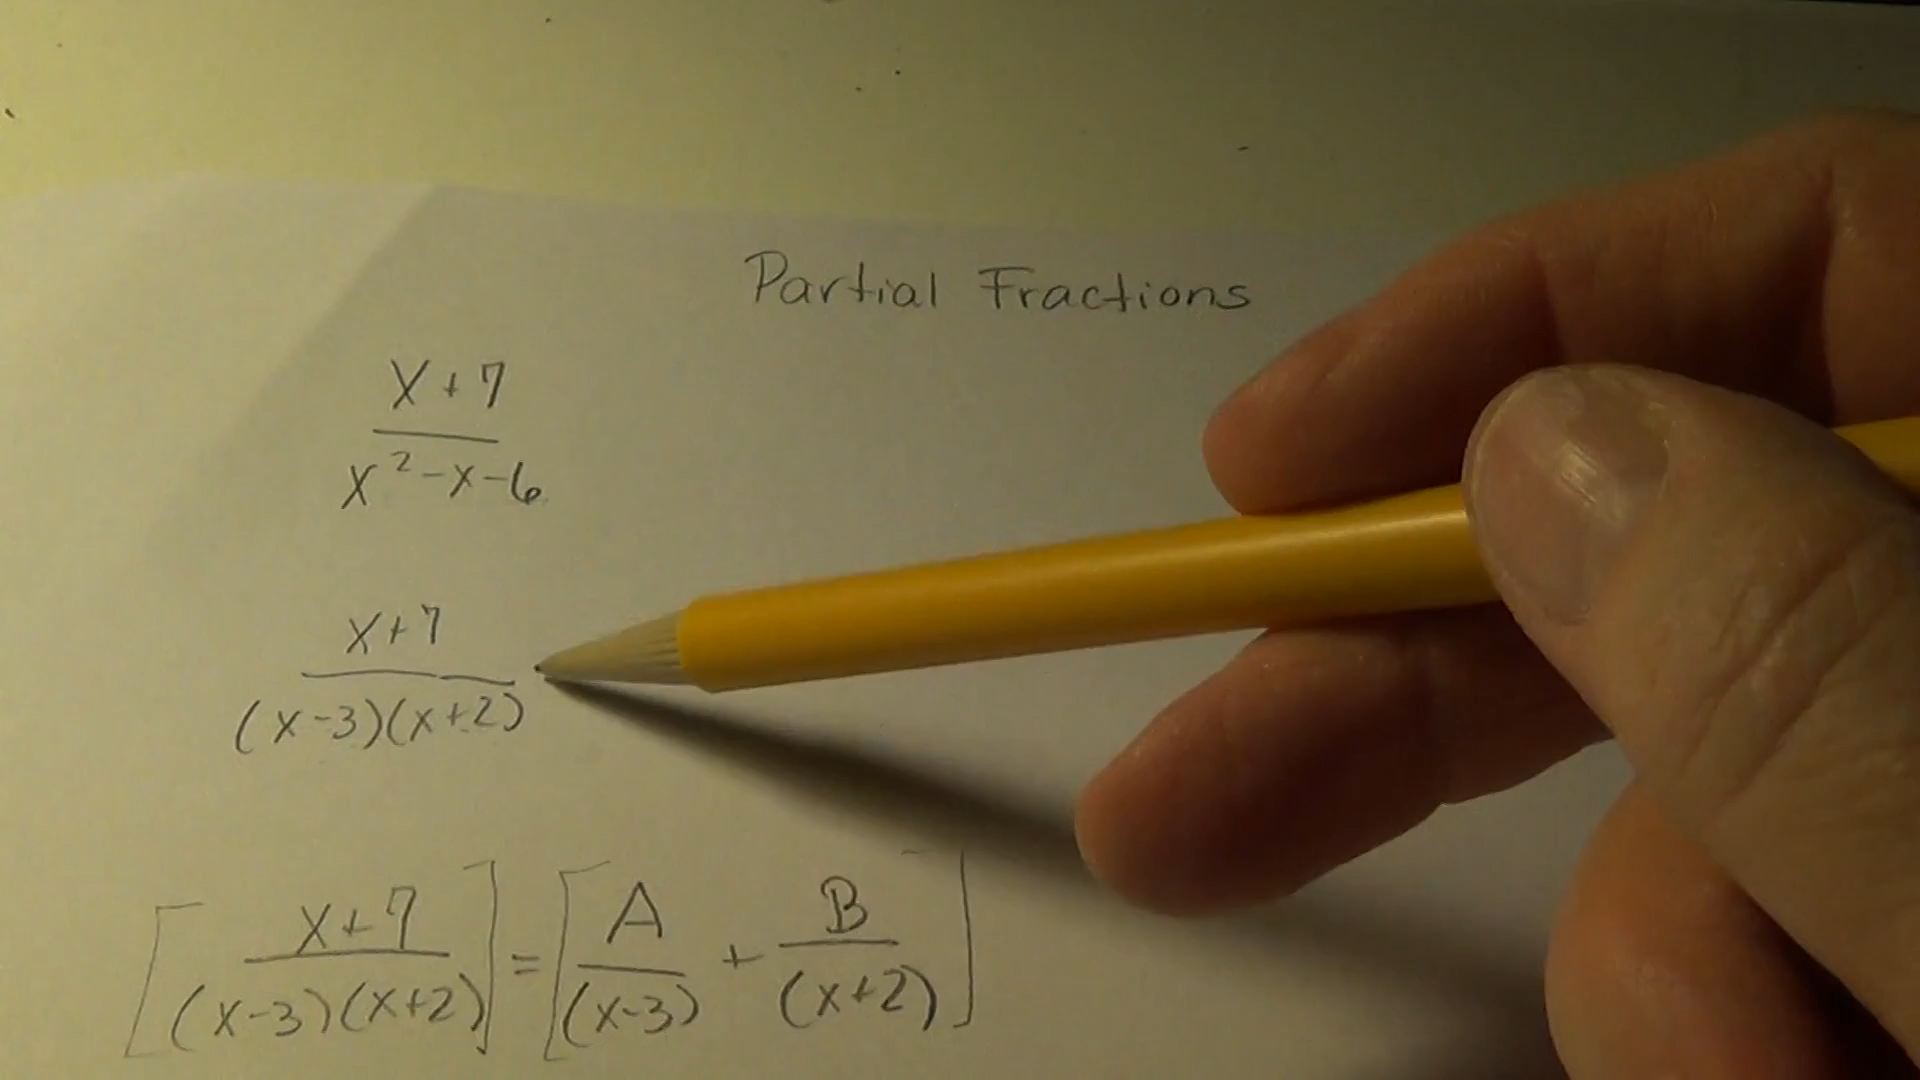 Partial Fractions
x + 7
x² - x - 6
x + 7
(x - 3)(x + 2)
[x + 7 / (x - 3)(x + 2)] = [A / (x - 3) + B / (x + 2)]